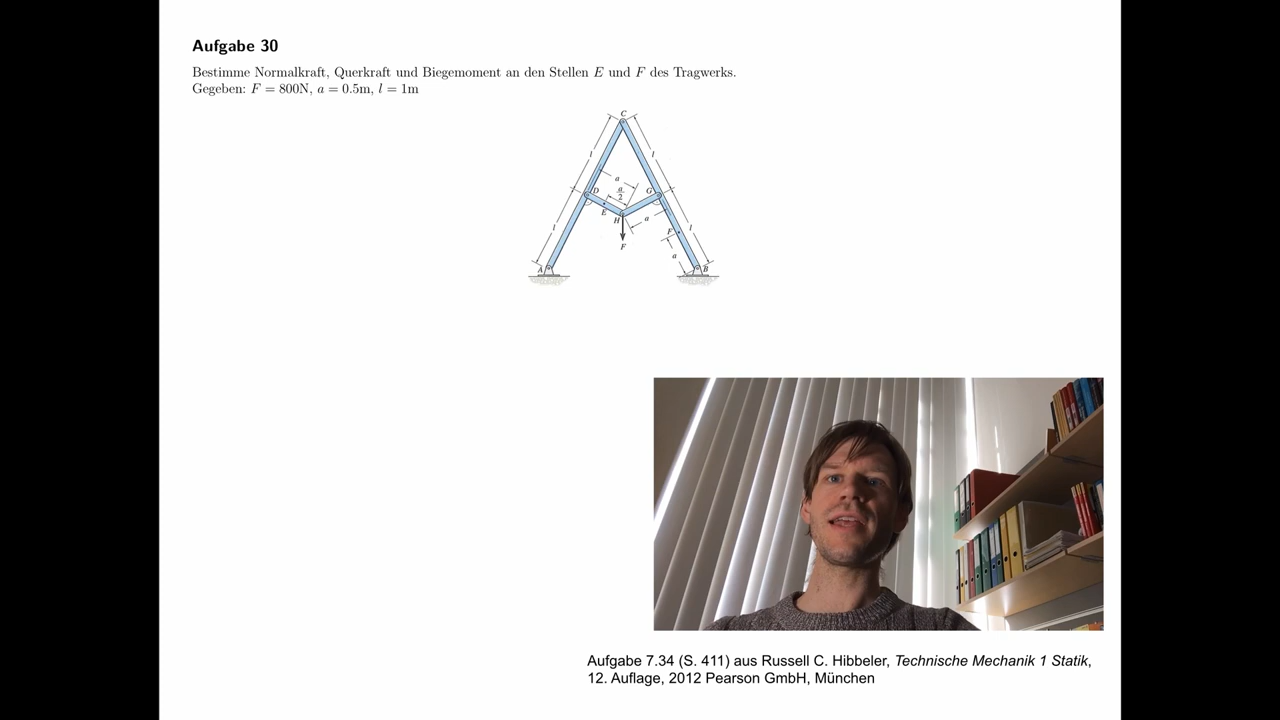 Aufgabe 30
Bestimme Normalkraft, Querkraft und Biegemoment an den Stellen E und F des Tragwerks.
Gegeben: F = 800N, a = 0.5m, l = 1m
C
l
l
a
D
a/2
G
E
H
a
l
l
F
F
a
A
B
Aufgabe 7.34 (S. 411) aus Russell C. Hibbeler, Technische Mechanik 1 Statik,
12. Auflage, 2012 Pearson GmbH, München